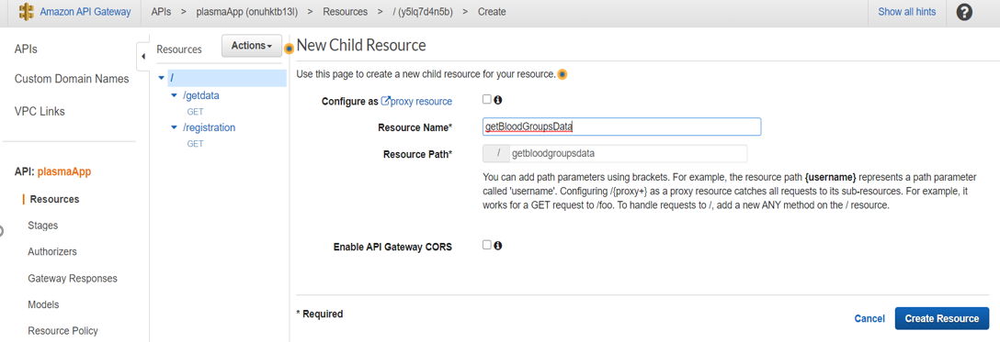 Amazon API Gateway APIs > plasmaApp (onuhktb13l) > Resources > / (y5lq7d4n5b) > Create Show all hints ?
APIs
Custom Domain Names
VPC Links
API: plasmaApp
Resources
Stages
Authorizers
Gateway Responses
Models
Resource Policy
Resources Actions
/
/getdata
GET
/registration
GET
New Child Resource
Use this page to create a new child resource for your resource.
Configure as proxy resource
Resource Name* getBloodGroupsData
Resource Path* / getbloodgroupsdata
You can add path parameters using brackets. For example, the resource path {username} represents a path parameter
called 'username'. Configuring /{proxy+} as a proxy resource catches all requests to its sub-resources. For example, it
works for a GET request to /foo. To handle requests to /, add a new ANY method on the / resource.
Enable API Gateway CORS
* Required
Cancel Create Resource